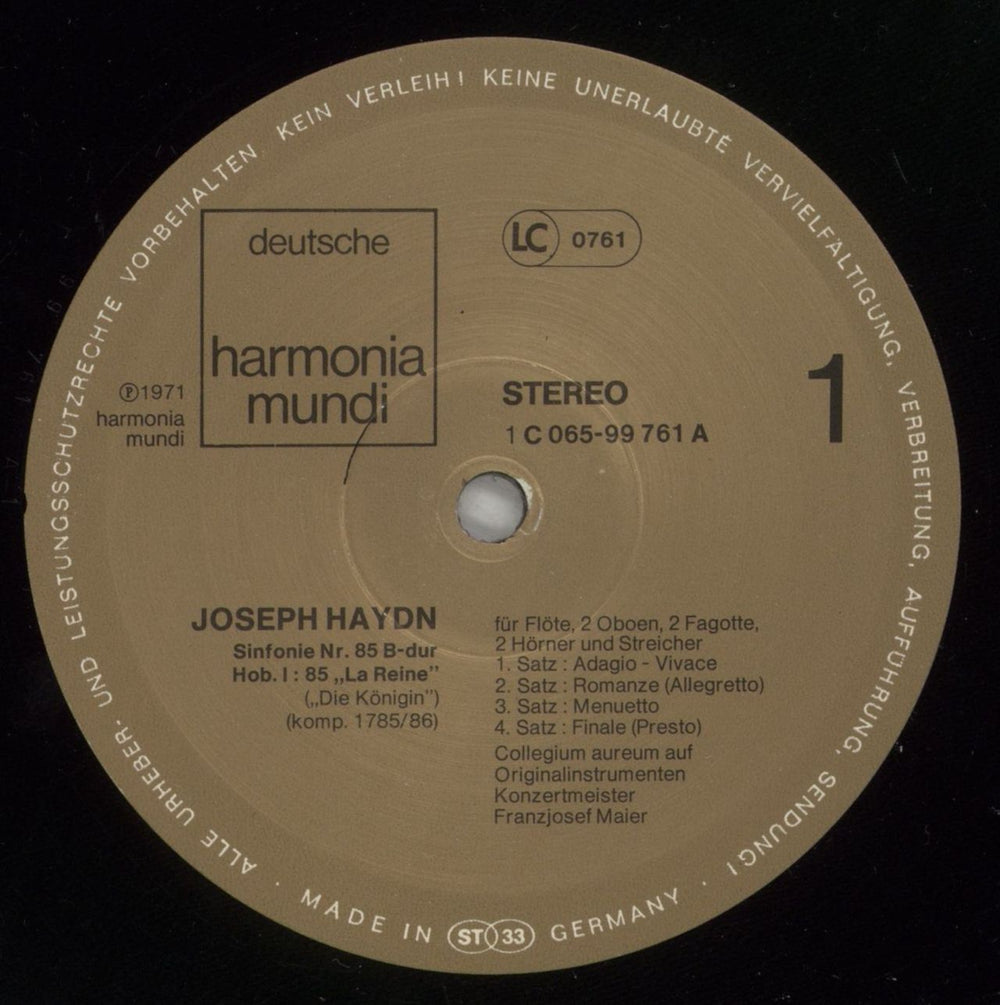 ALLE URHEBER- UND LEISTUNGSSCHUTZRECHTE VORBEHALTEN KEIN VERLEIH! KEINE UNERLAUBTE VERVIELFÄLTIGUNG, VERBREITUNG, AUFFÜHRUNG, SENDUNG!
deutsche
harmonia
mundi
LC 0761
Ⓟ1971
harmonia
mundi
STEREO
1 C 065-99 761 A
1
JOSEPH HAYDN
Sinfonie Nr. 85 B-dur
Hob. I : 85 „La Reine”
(„Die Königin”)
(komp. 1785/86)
für Flöte, 2 Oboen, 2 Fagotte,
2 Hörner und Streicher
1. Satz : Adagio - Vivace
2. Satz : Romanze (Allegretto)
3. Satz : Menuetto
4. Satz : Finale (Presto)
Collegium aureum auf
Originalinstrumenten
Konzertmeister
Franzjosef Maier
· MADE IN ST 33 GERMANY ·